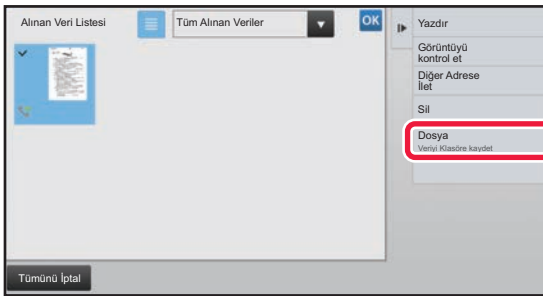 Alınan Veri Listesi
Tüm Alınan Veriler
OK
Yazdır
Görüntüyü
kontrol et
Diğer Adrese
İlet
Sil
Dosya
Veriyi Klasöre kaydet
Tümünü İptal